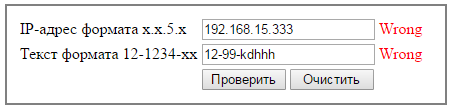 IP-адрес формата x.x.5.x 192.168.15.333 Wrong
Текст формата 12-1234-xx 12-99-kdhhh Wrong
Проверить Очистить